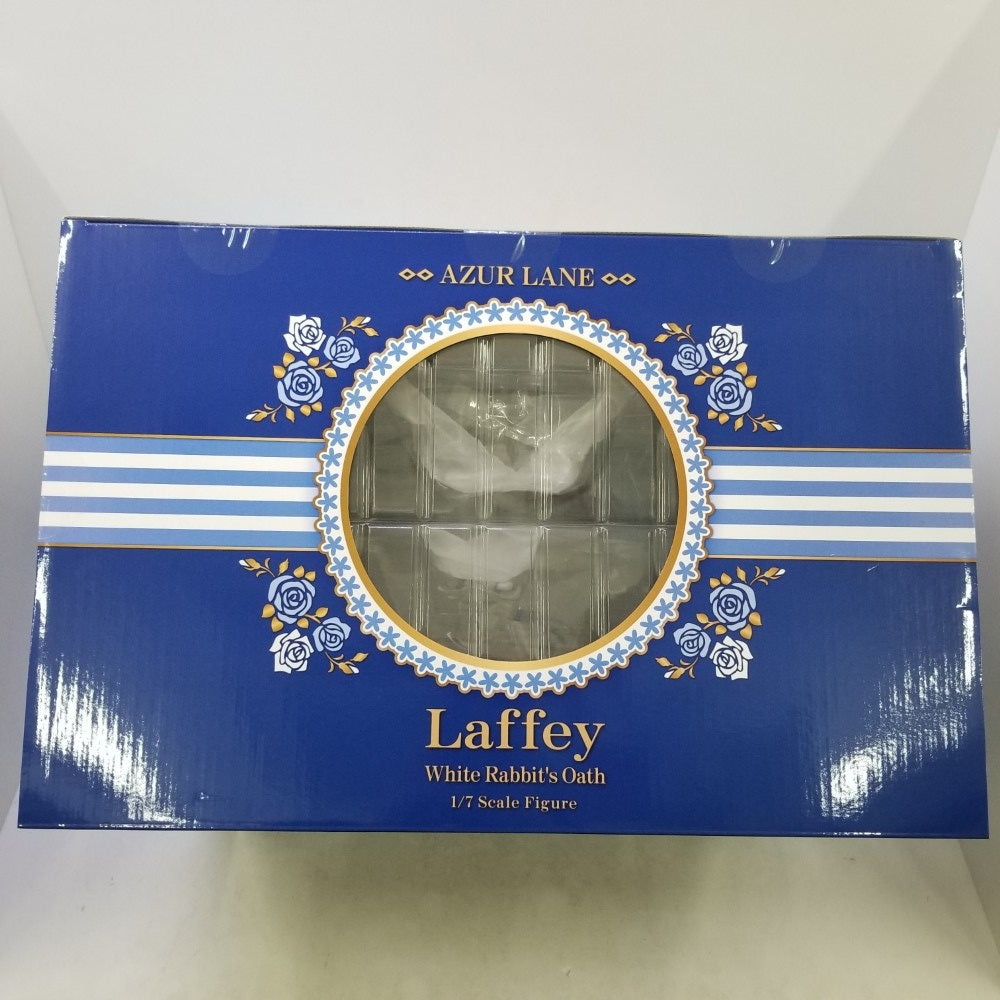 AZUR LANE
Laffey
White Rabbit's Oath
1/7 Scale Figure